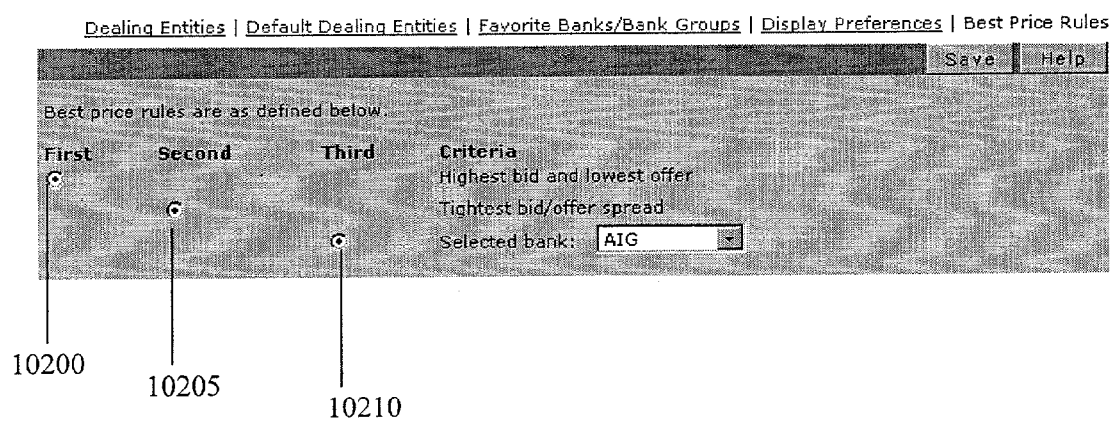 Dealing Entities | Default Dealing Entities | Favorite Banks/Bank Groups | Display Preferences | Best Price Rules
Save Help
Best price rules are as defined below.
First Second Third Criteria
Highest bid and lowest offer
Tightest bid/offer spread
Selected bank: AIG
10200
10205
10210